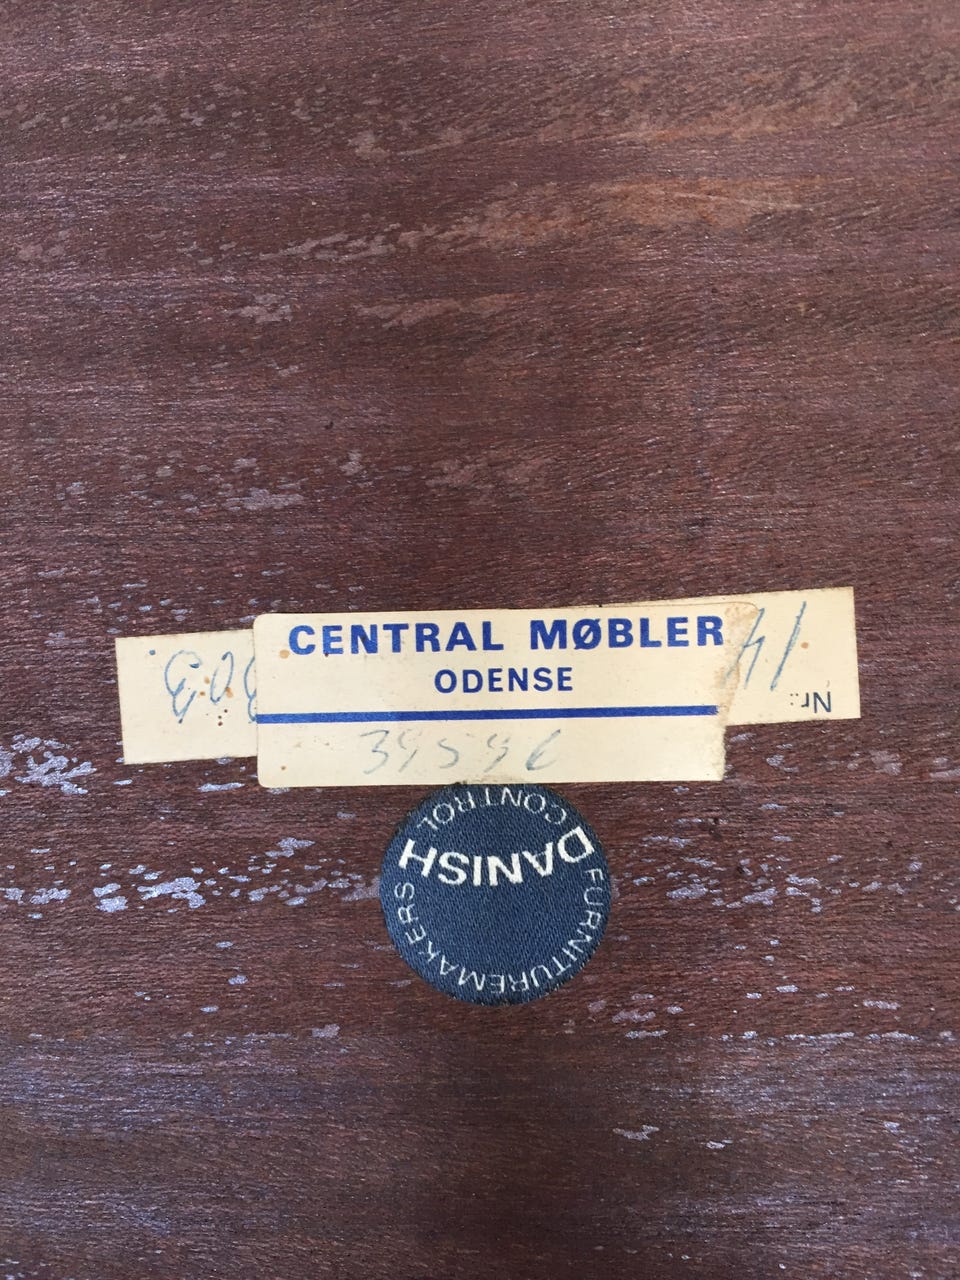 CENTRAL MØBLER
ODENSE
Nr.:
DANISH
FURNITUREMAKERS
CONTROL